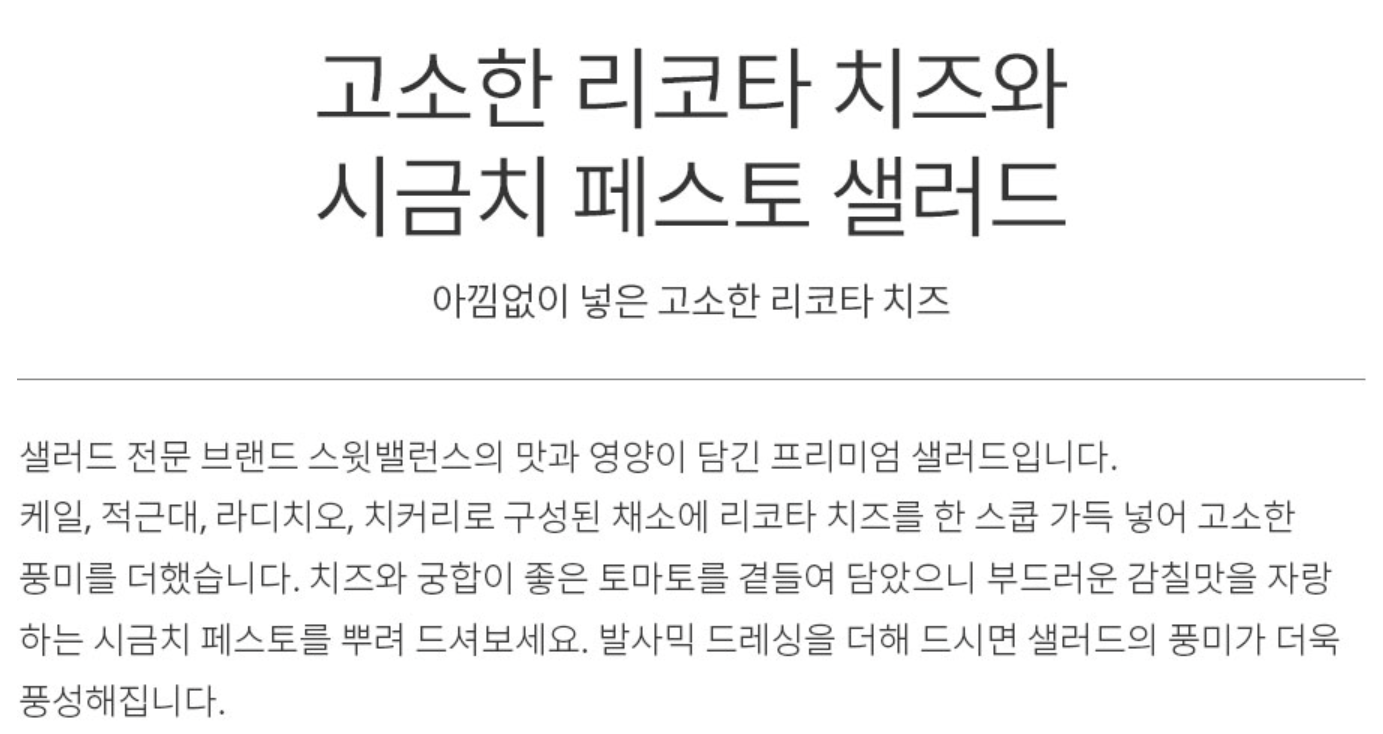 고소한 리코타 치즈와
시금치 페스토 샐러드
아낌없이 넣은 고소한 리코타 치즈
샐러드 전문 브랜드 스윗밸런스의 맛과 영양이 담긴 프리미엄 샐러드입니다.
케일, 적근대, 라디치오, 치커리로 구성된 채소에 리코타 치즈를 한 스쿱 가득 넣어 고소한
풍미를 더했습니다. 치즈와 궁합이 좋은 토마토를 곁들여 담았으니 부드러운 감칠맛을 자랑
하는 시금치 페스토를 뿌려 드셔보세요. 발사믹 드레싱을 더해 드시면 샐러드의 풍미가 더욱
풍성해집니다.